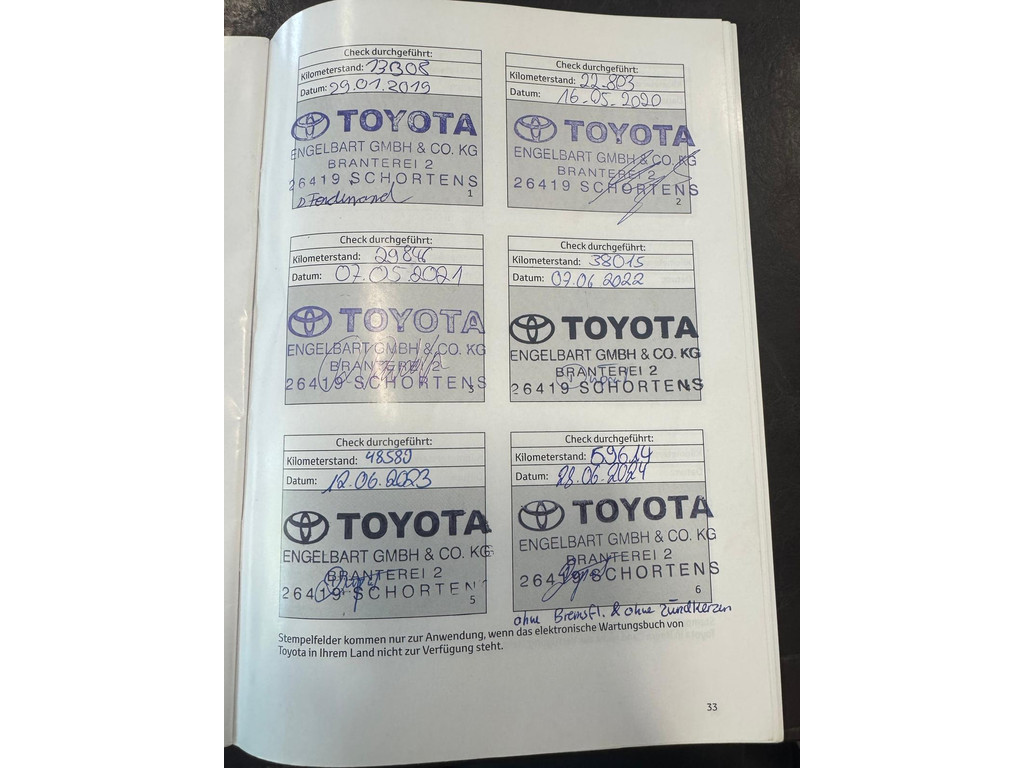 Check durchgeführt:
Kilometerstand: 13308
Datum: 29.01.2019
TOYOTA
ENGELBART GMBH & CO. KG
BRANTEREI 2
26419 SCHORTENS
D. Ferdinand
1
Check durchgeführt:
Kilometerstand: 22.803
Datum: 16.05.2020
TOYOTA
ENGELBART GMBH & CO. KG
BRANTEREI 2
26419 SCHORTENS
2
Check durchgeführt:
Kilometerstand: 29846
Datum: 07.05.2021
TOYOTA
ENGELBART GMBH & CO. KG
BRANTEREI 2
26419 SCHORTENS
3
Check durchgeführt:
Kilometerstand: 38015
Datum: 07.06.2022
TOYOTA
ENGELBART GMBH & CO. KG
BRANTEREI 2
26419 SCHORTENS
Check durchgeführt:
Kilometerstand: 48589
Datum: 12.06.2023
TOYOTA
ENGELBART GMBH & CO. KG
BRANTEREI 2
26419 SCHORTENS
5
Check durchgeführt:
Kilometerstand: 59614
Datum: 28.06.2024
TOYOTA
ENGELBART GMBH & CO. KG
BRANTEREI 2
26419 SCHORTENS
6
ohne Bremsfl. & ohne Zündkerzen
Stempelfelder kommen nur zur Anwendung, wenn das elektronische Wartungsbuch von
Toyota in Ihrem Land nicht zur Verfügung steht.
33